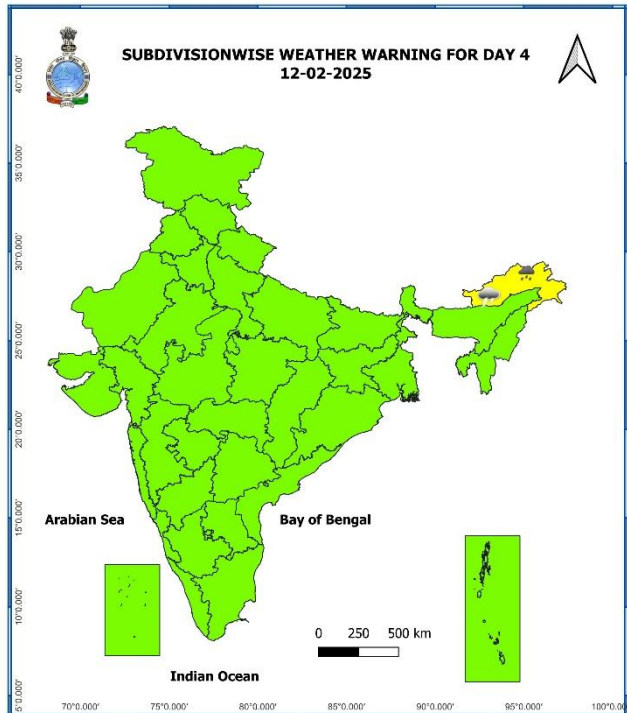 SUBDIVISIONWISE WEATHER WARNING FOR DAY 4
12-02-2025
40°0.000'
35°0.000'
30°0.000'
25°0.000'
20°0.000'
15°0.000'
10°0.000'
5°0.000'
Arabian Sea
Bay of Bengal
0 250 500 km
Indian Ocean
70°0.000' 75°0.000' 80°0.000' 85°0.000' 90°0.000' 95°0.000' 100°0.0